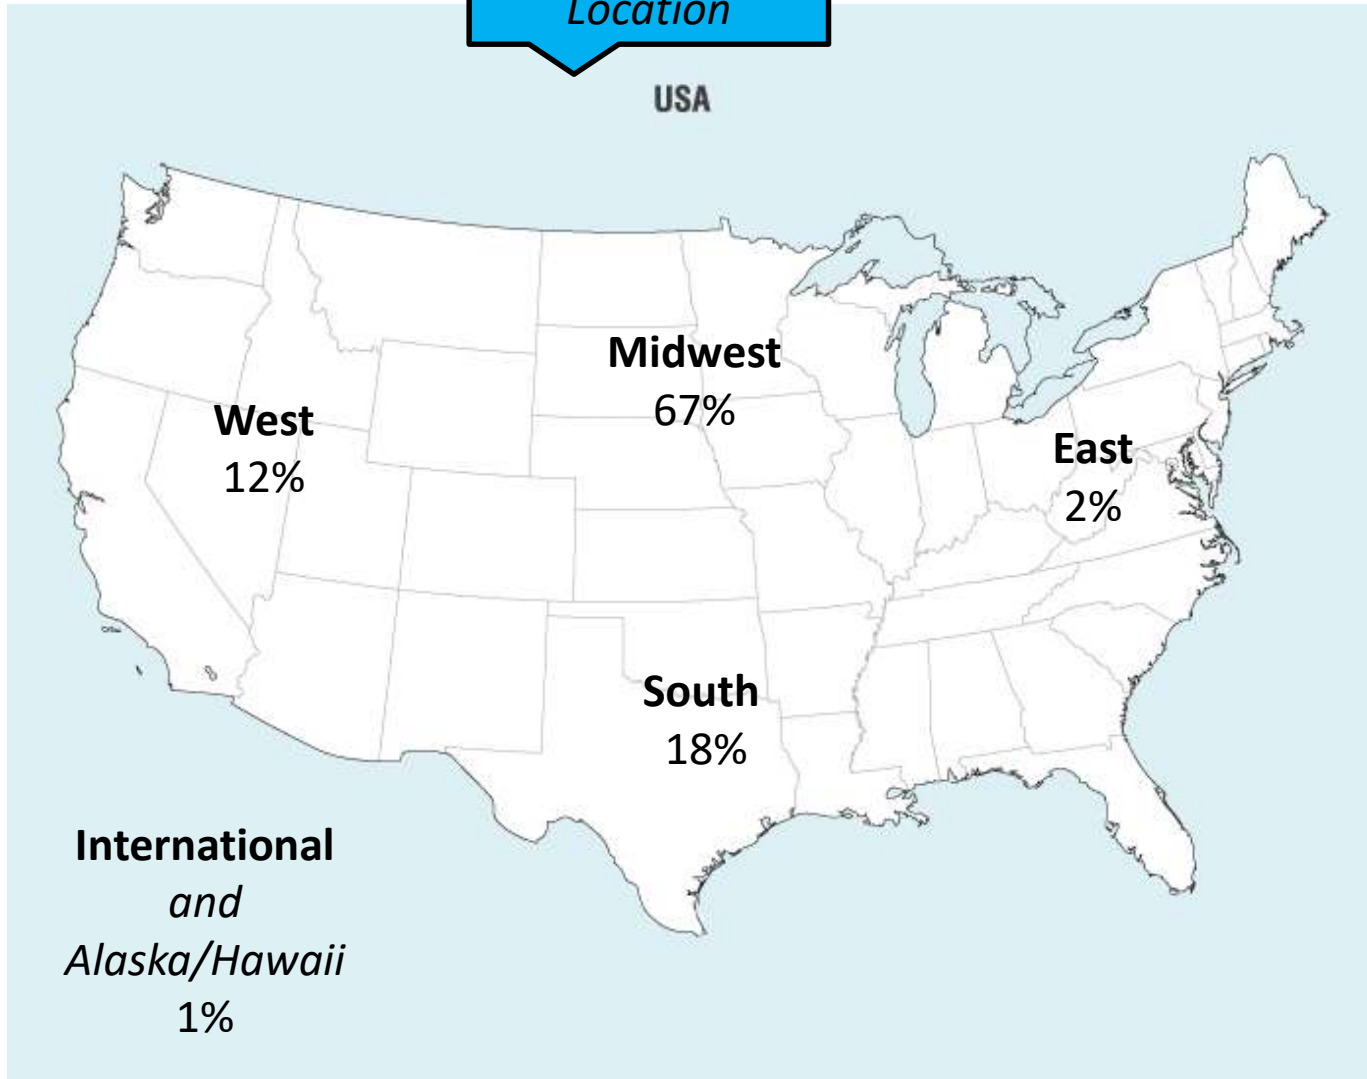 Location
USA
Midwest
67%
West
12%
East
2%
South
18%
International
and
Alaska/Hawaii
1%